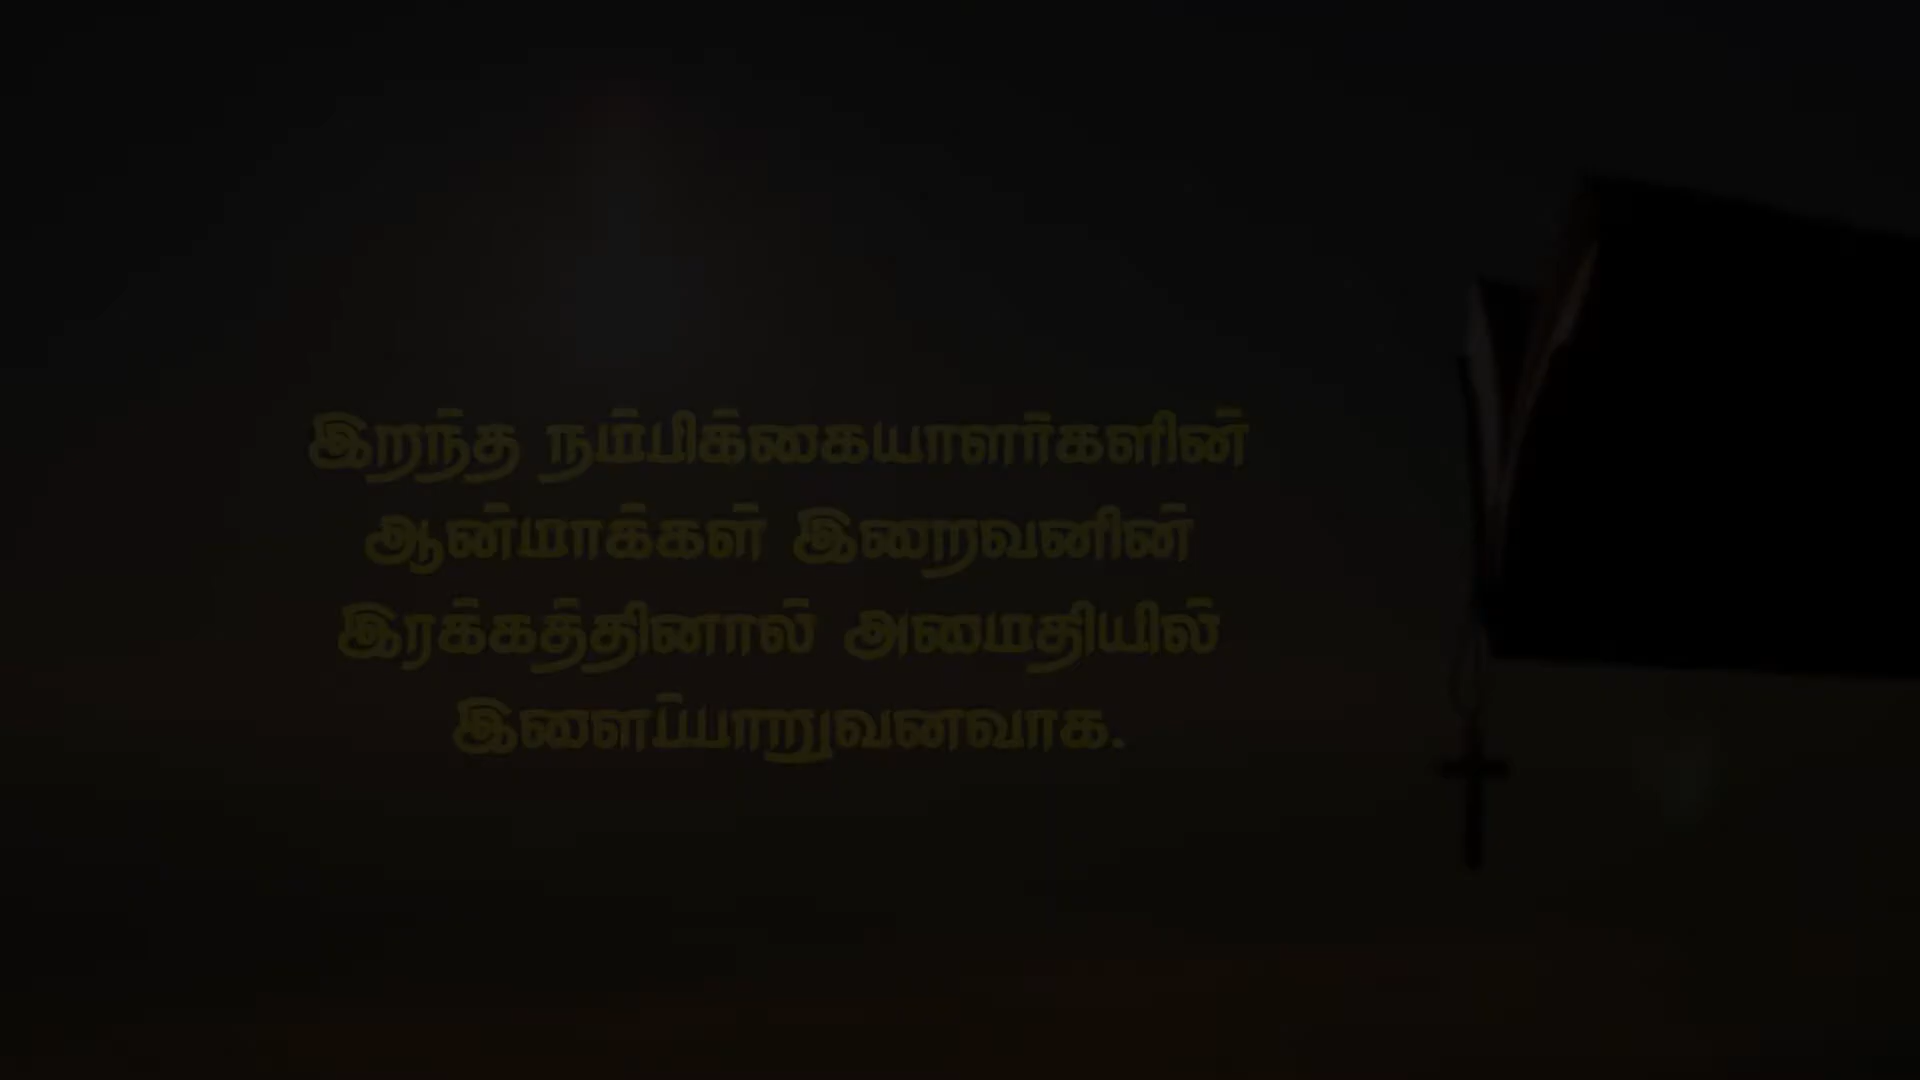 இறந்த நம்பிக்கையாளர்களின்
ஆன்மாக்கள் இறைவனின்
இரக்கத்தினால் அமைதியில்
இளைப்பாறுவனவாக.